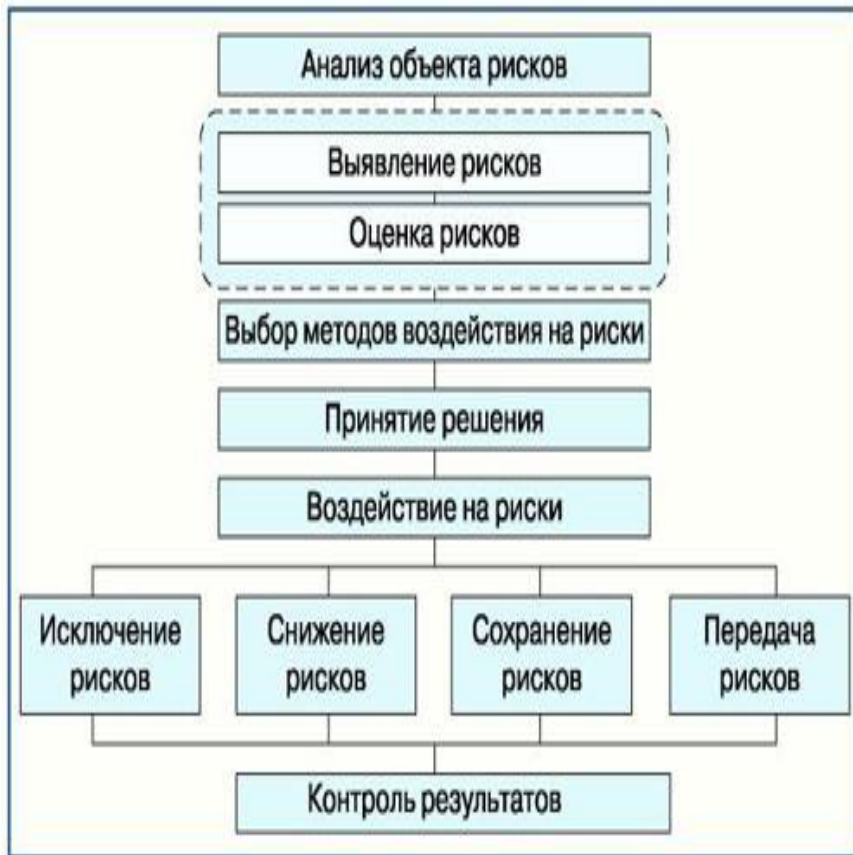 Анализ объекта рисков
Выявление рисков
Оценка рисков
Выбор методов воздействия на риски
Принятие решения
Воздействие на риски
Исключение
рисков
Снижение
рисков
Сохранение
рисков
Передача
рисков
Контроль результатов